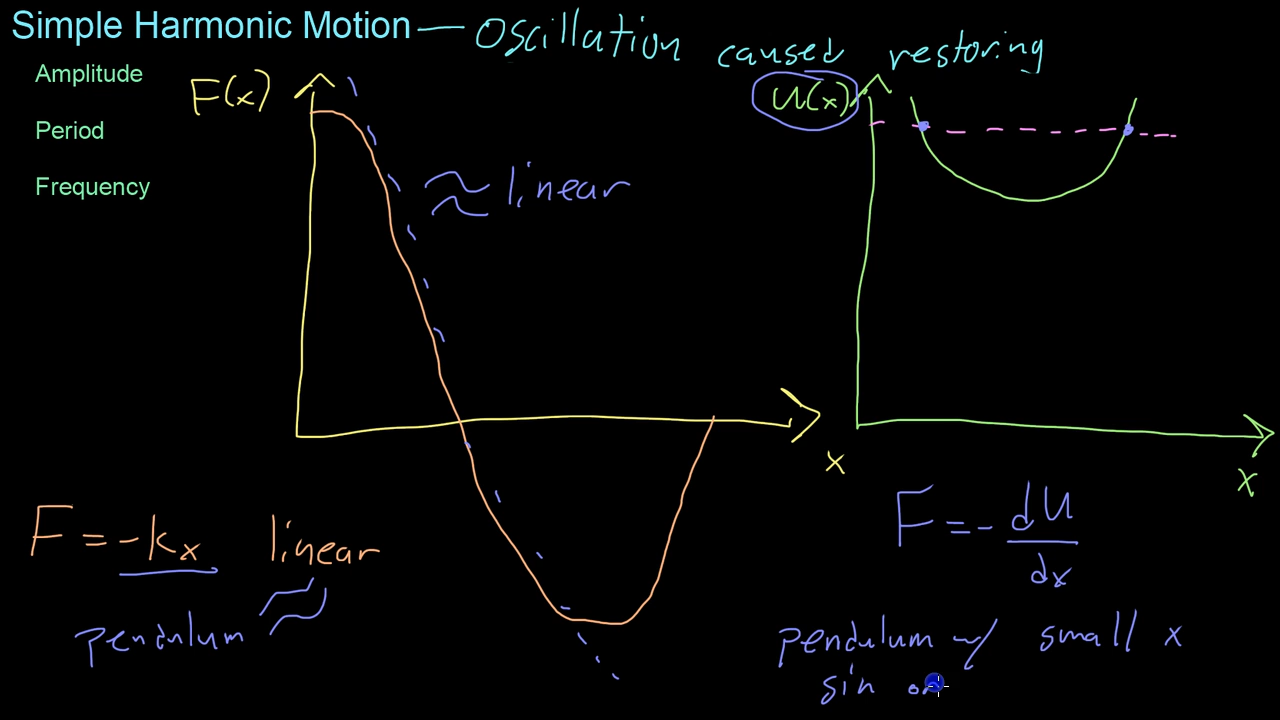 Simple Harmonic Motion — Oscillation caused restoring
Amplitude
Period
Frequency
F(x)
≈ linear
x
U(x)
x
F = -kx linear
pendulum ≈
F = - dU/dx
pendulum w/ small x
sin